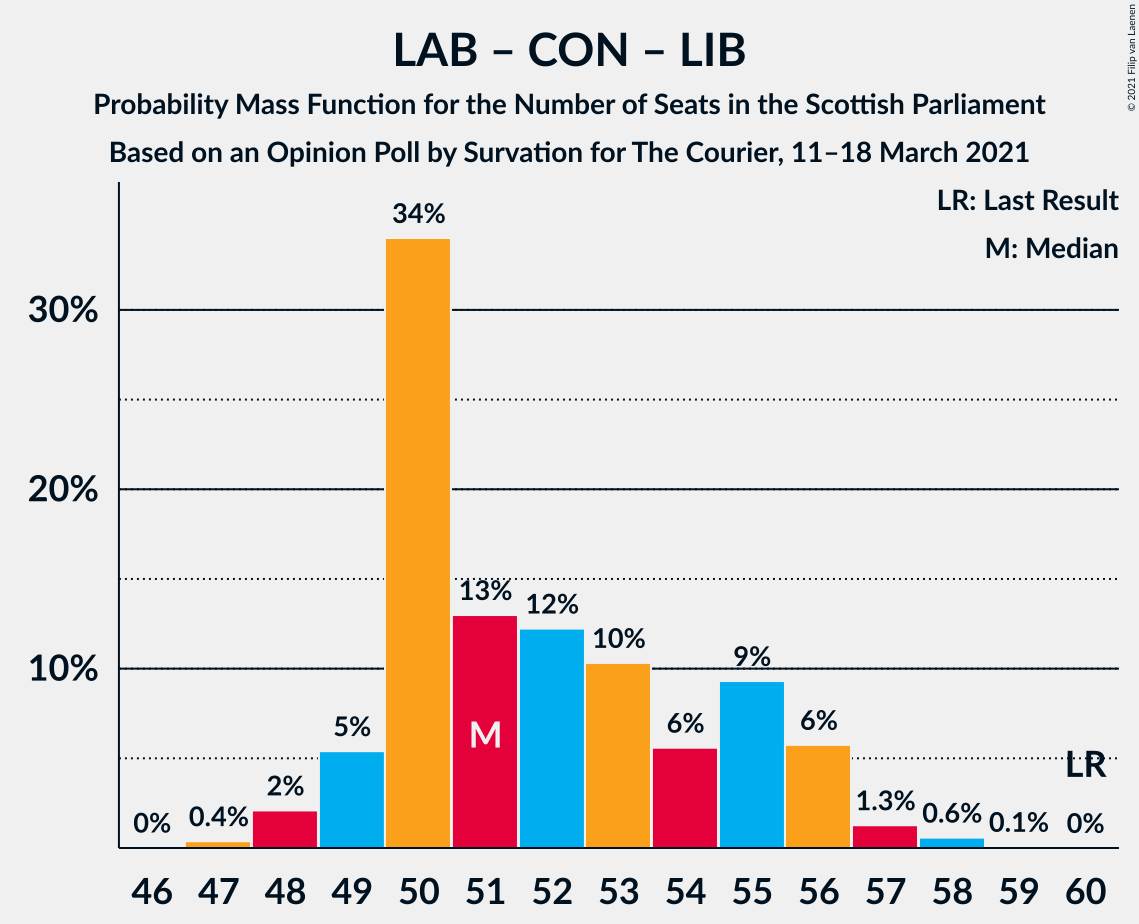 LAB – CON – LIB
Probability Mass Function for the Number of Seats in the Scottish Parliament
Based on an Opinion Poll by Survation for The Courier, 11–18 March 2021
© 2021 Filip van Laenen
LR: Last Result
M: Median
34%
30%
20%
13%
12%
10%
9%
10%
6%
6%
5%
M
LR
2%
1.3%
0.6%
0.4%
0.1%
0%
0%
46 47 48 49 50 51 52 53 54 55 56 57 58 59 60